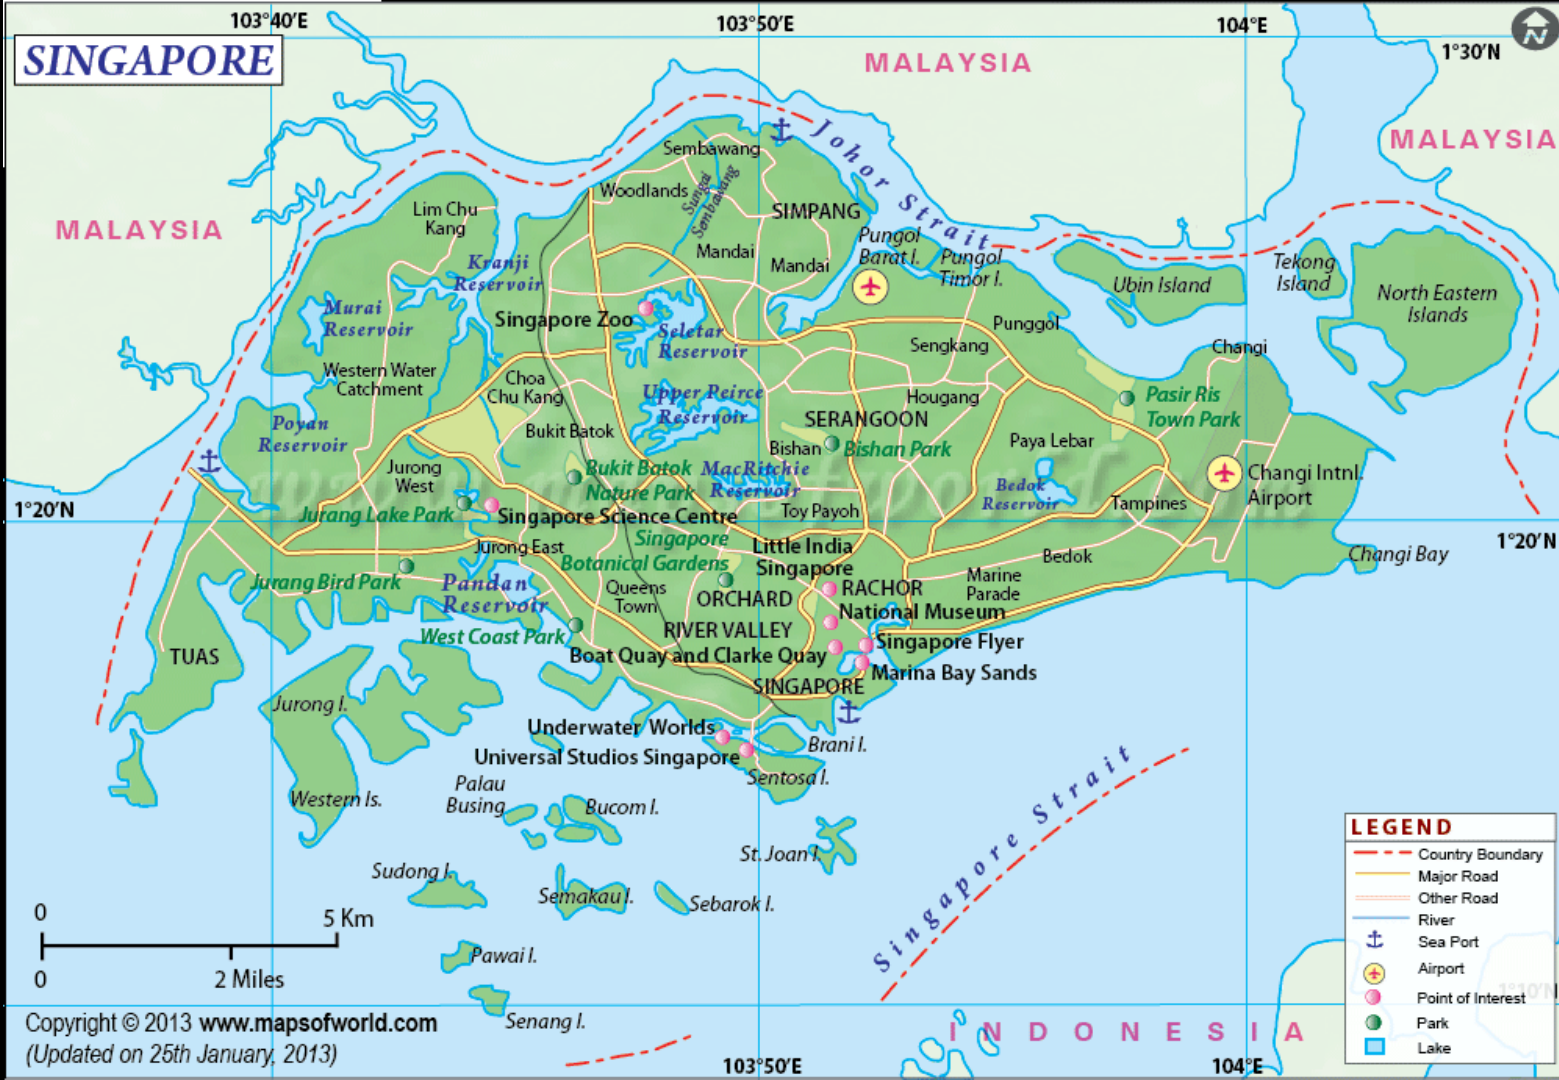 103°40'E
103°50'E
104°E
N
1°30'N
SINGAPORE
MALAYSIA
MALAYSIA
MALAYSIA
Johor Strait
Sembawang
Woodlands
Sungai
Sembawang
SIMPANG
Lim Chu
Kang
Mandai
Mandai
Pungol
Barat I.
Pungol
Timor I.
Ubin Island
Tekong
Island
North Eastern
Islands
Kranji
Reservoir
Murai
Reservoir
Singapore Zoo
Seletar
Reservoir
Punggol
Sengkang
Changi
Western Water
Catchment
Choa
Chu Kang
Upper Peirce
Reservoir
Hougang
Pasir Ris
Town Park
Poyan
Reservoir
Bukit Batok
SERANGOON
Bishan
Bishan Park
Paya Lebar
Jurong
West
Bukit Batok
Nature Park
MacRitchie
Reservoir
Bedok
Reservoir
Changi Intnl.
Airport
www.mapsofworld.com
1°20'N
Jurang Lake Park
Singapore Science Centre
Toy Payoh
Tampines
1°20'N
Jurong East
Singapore
Botanical Gardens
Little India
Singapore
Bedok
Changi Bay
Jurang Bird Park
Pandan
Reservoir
Queens
Town
ORCHARD
RACHOR
Marine
Parade
National Museum
West Coast Park
RIVER VALLEY
Singapore Flyer
TUAS
Boat Quay and Clarke Quay
Marina Bay Sands
SINGAPORE
Jurong I.
Underwater Worlds
Brani I.
Universal Studios Singapore
Sentosa I.
Western Is.
Palau
Busing
Bucom I.
St. Joan I.
Singapore Strait
Sudong I.
Semakau I.
Sebarok I.
Pawai I.
Senang I.
0
5 Km
0
2 Miles
LEGEND
Country Boundary
Major Road
Other Road
River
Sea Port
Airport
Point of Interest
Park
Lake
1°10'N
Copyright © 2013 www.mapsofworld.com
(Updated on 25th January, 2013)
INDONESIA
103°50'E
104°E